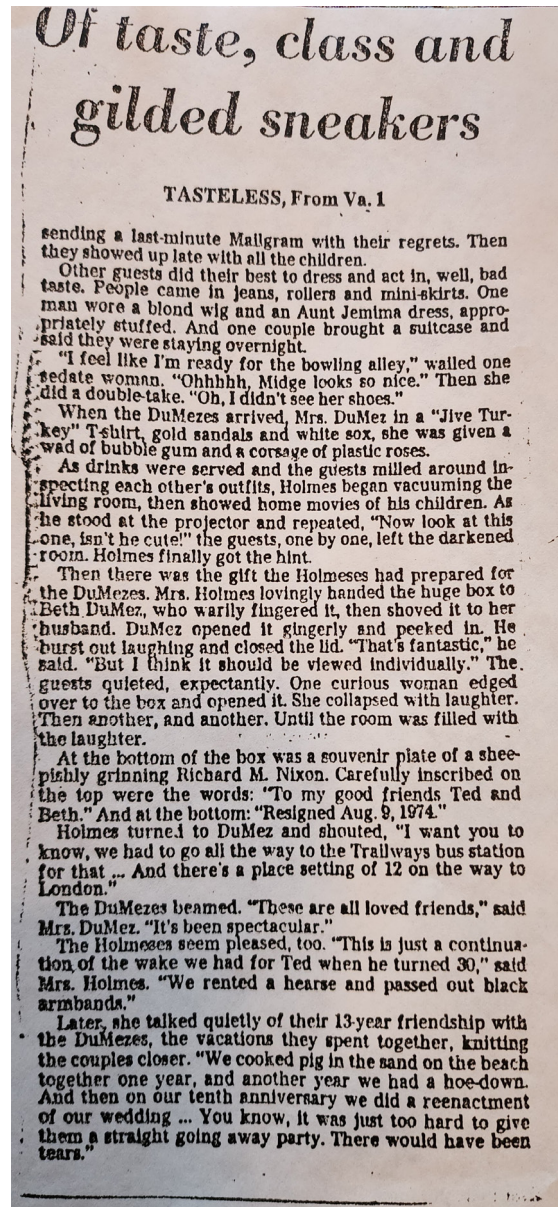 Of taste, class and
gilded sneakers
TASTELESS, From Va. 1
sending a last-minute Mailgram with their regrets. Then
they showed up late with all the children.
Other guests did their best to dress and act in, well, bad
taste. People came in jeans, rollers and mini-skirts. One
man wore a blond wig and an Aunt Jemima dress, appro-
priately stuffed. And one couple brought a suitcase and
said they were staying overnight.
"I feel like I'm ready for the bowling alley," wailed one
sedate woman. "Ohhhhh, Midge looks so nice." Then she
did a double-take. "Oh, I didn't see her shoes."
When the DuMezes arrived, Mrs. DuMez in a "Jive Tur-
key" T-shirt, gold sandals and white sox, she was given a
wad of bubble gum and a corsage of plastic roses.
As drinks were served and the guests milled around in-
specting each other's outfits, Holmes began vacuuming the
living room, then showed home movies of his children. As
he stood at the projector and repeated, "Now look at this
one, isn't he cute!" the guests, one by one, left the darkened
room. Holmes finally got the hint.
Then there was the gift the Holmeses had prepared for
the DuMezes. Mrs. Holmes lovingly handed the huge box to
Beth DuMez, who warily fingered it, then shoved it to her
husband. DuMez opened it gingerly and peeked in. He
burst out laughing and closed the lid. "That's fantastic," he
said. "But I think it should be viewed individually." The
guests quieted, expectantly. One curious woman edged
over to the box and opened it. She collapsed with laughter.
Then another, and another. Until the room was filled with
the laughter.
At the bottom of the box was a souvenir plate of a shee-
pishly grinning Richard M. Nixon. Carefully inscribed on
the top were the words: "To my good friends Ted and
Beth." And at the bottom: "Resigned Aug. 9, 1974."
Holmes turned to DuMez and shouted, "I want you to
know, we had to go all the way to the Trailways bus station
for that ... And there's a place setting of 12 on the way to
London."
The DuMezes beamed. "These are all loved friends," said
Mrs. DuMez. "It's been spectacular."
The Holmeses seem pleased, too. "This is just a continua-
tion of the wake we had for Ted when he turned 30," said
Mrs. Holmes. "We rented a hearse and passed out black
armbands."
Later, she talked quietly of their 13-year friendship with
the DuMezes, the vacations they spent together, knitting
the couples closer. "We cooked pig in the sand on the beach
together one year, and another year we had a hoe-down.
And then on our tenth anniversary we did a reenactment
of our wedding ... You know, it was just too hard to give
them a straight going away party. There would have been
tears."